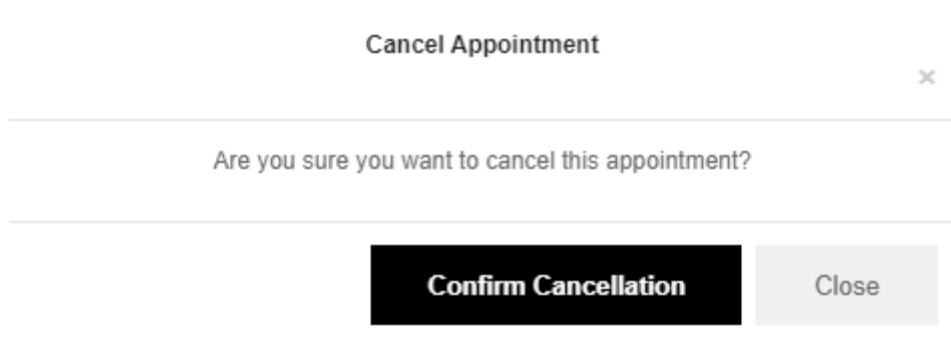 Cancel Appointment
×
Are you sure you want to cancel this appointment?
Confirm Cancellation
Close